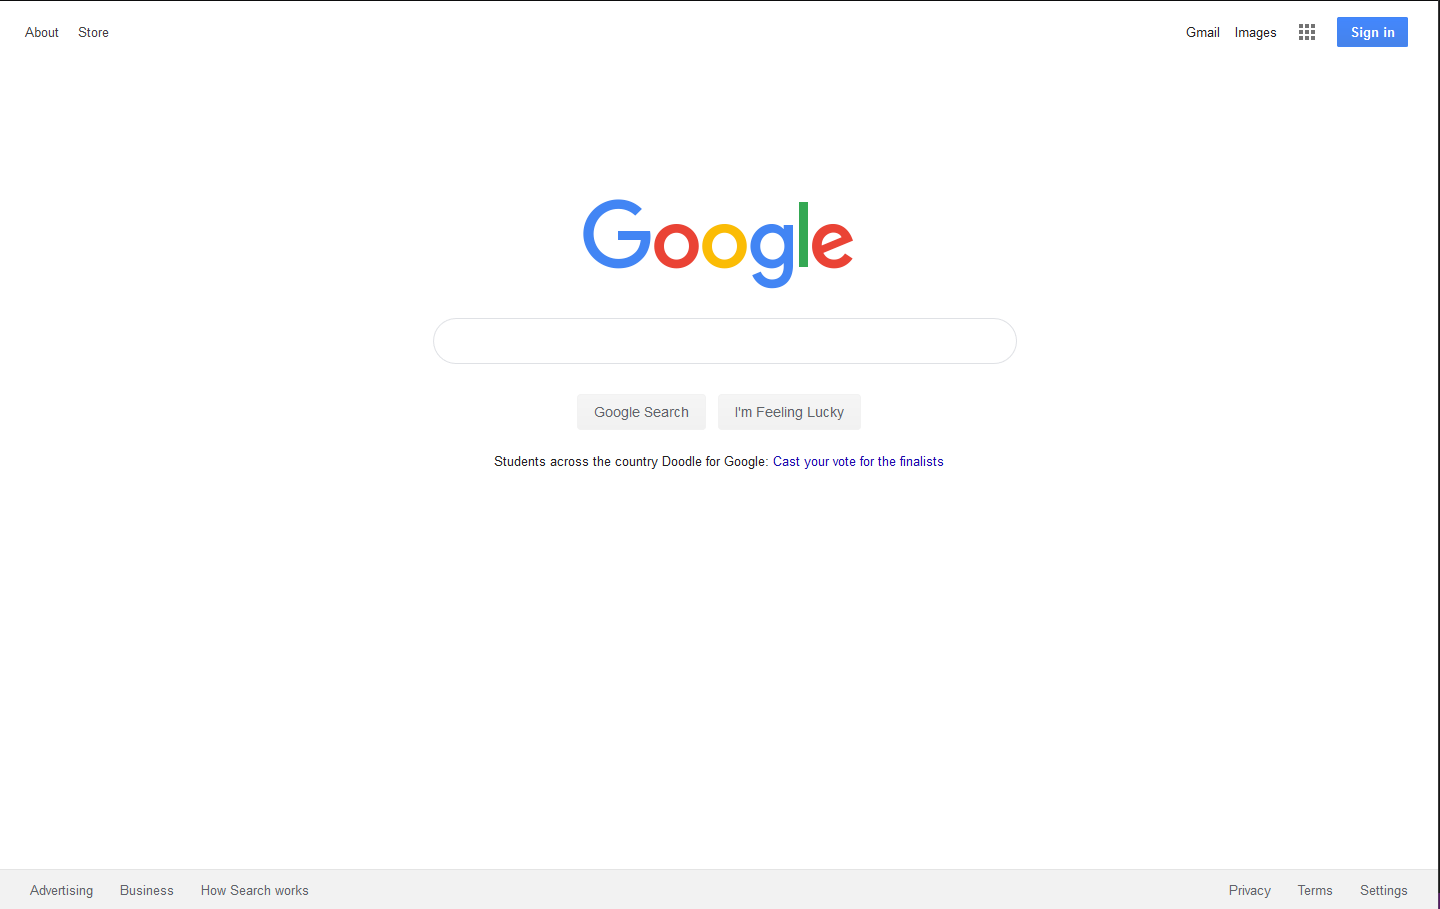 About Store Gmail Images Sign in
Google
Google Search I'm Feeling Lucky
Students across the country Doodle for Google: Cast your vote for the finalists
Advertising Business How Search works Privacy Terms Settings